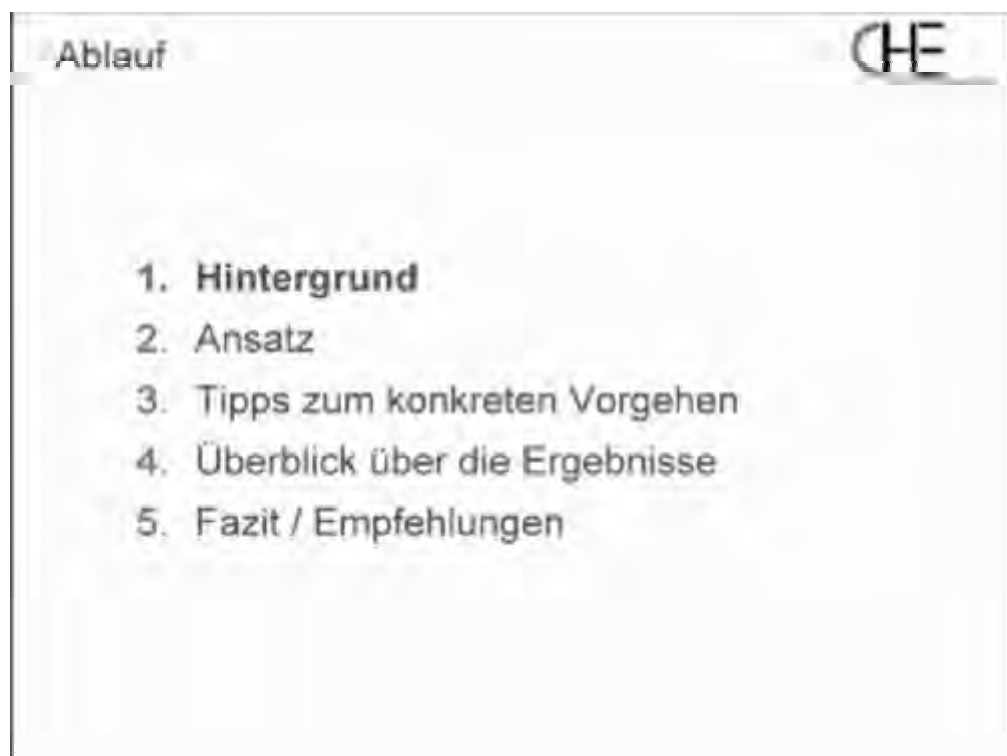 Ablauf
CHE
1. Hintergrund
2. Ansatz
3. Tipps zum konkreten Vorgehen
4. Überblick über die Ergebnisse
5. Fazit / Empfehlungen